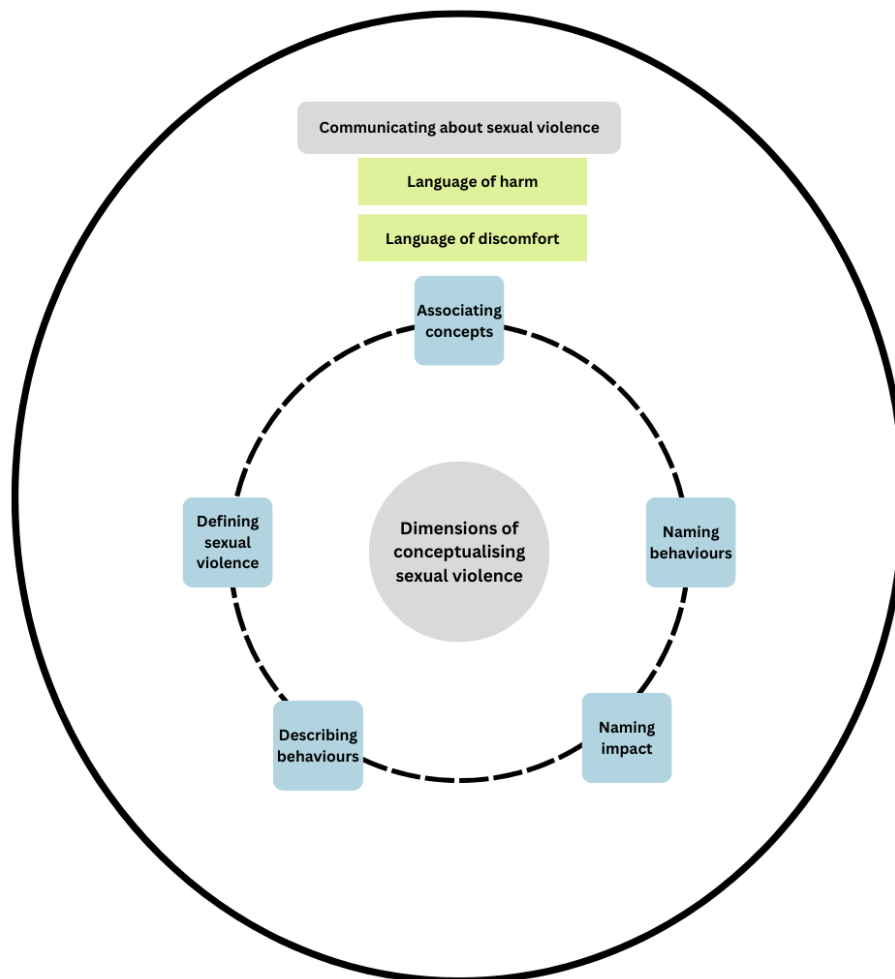 Communicating about sexual violence
Language of harm
Language of discomfort
Associating
concepts
Defining
sexual
violence
Dimensions of
conceptualising
sexual violence
Naming
behaviours
Describing
behaviours
Naming
impact